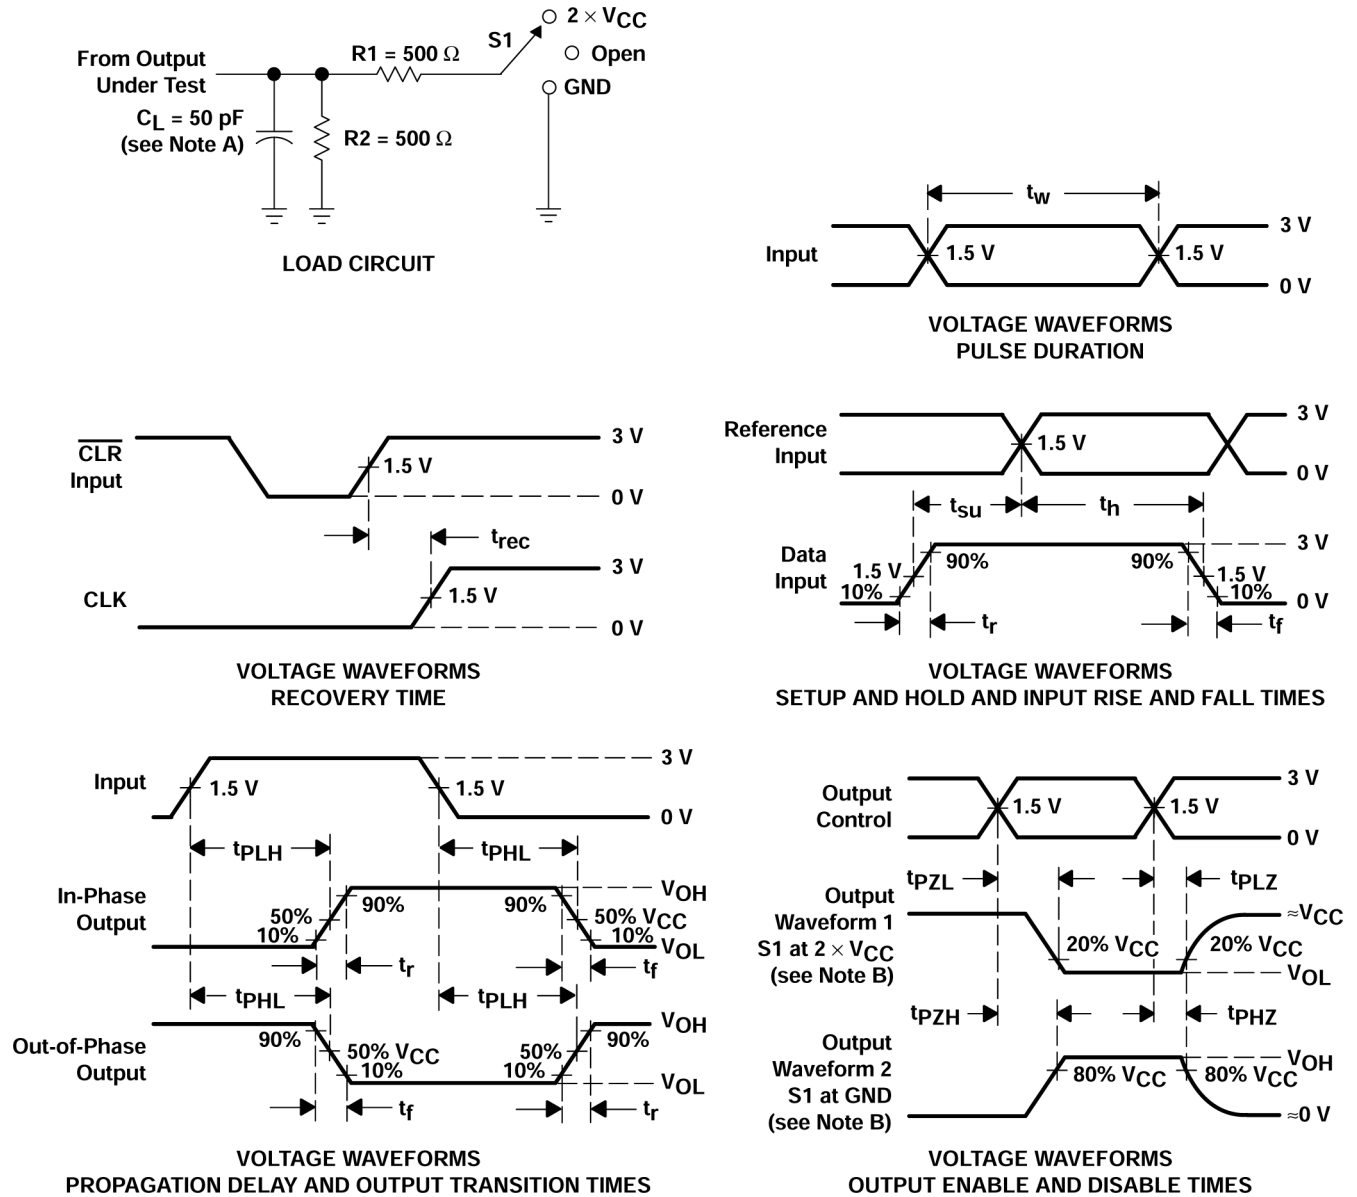 From Output
Under Test
CL = 50 pF
(see Note A)
R1 = 500 Ω
R2 = 500 Ω
S1
2 × VCC
Open
GND
LOAD CIRCUIT
tw
Input
1.5 V
1.5 V
3 V
0 V
VOLTAGE WAVEFORMS
PULSE DURATION
CLR
Input
1.5 V
3 V
0 V
trec
CLK
1.5 V
3 V
0 V
VOLTAGE WAVEFORMS
RECOVERY TIME
Reference
Input
1.5 V
3 V
0 V
tsu
th
Data
Input
1.5 V
10%
90%
90%
1.5 V
10%
3 V
0 V
tr
tf
VOLTAGE WAVEFORMS
SETUP AND HOLD AND INPUT RISE AND FALL TIMES
Input
1.5 V
1.5 V
3 V
0 V
tPLH
tPHL
In-Phase
Output
50%
10%
90%
90%
50% VCC
10%
VOH
VOL
tr
tf
tPHL
tPLH
Out-of-Phase
Output
90%
50% VCC
10%
50%
10%
90%
VOH
VOL
tf
tr
VOLTAGE WAVEFORMS
PROPAGATION DELAY AND OUTPUT TRANSITION TIMES
Output
Control
1.5 V
1.5 V
3 V
0 V
tPZL
tPLZ
Output
Waveform 1
S1 at 2 × VCC
(see Note B)
20% VCC
20% VCC
≈VCC
VOL
tPZH
tPHZ
Output
Waveform 2
S1 at GND
(see Note B)
80% VCC
80% VCC
VOH
≈0 V
VOLTAGE WAVEFORMS
OUTPUT ENABLE AND DISABLE TIMES